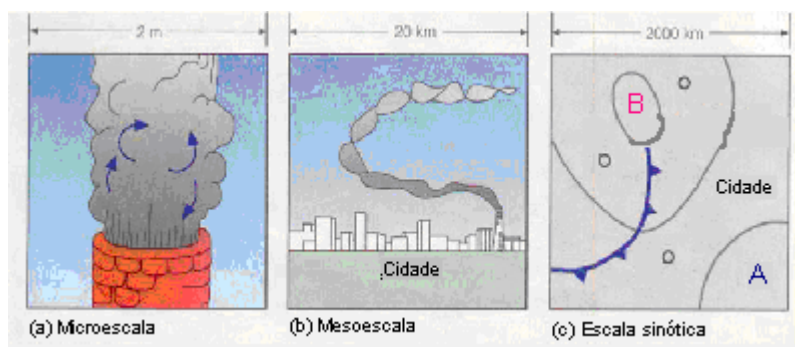 2 m
20 km
2000 km
B
Cidade
A
Cidade
(a) Microescala
(b) Mesoescala
(c) Escala sinótica